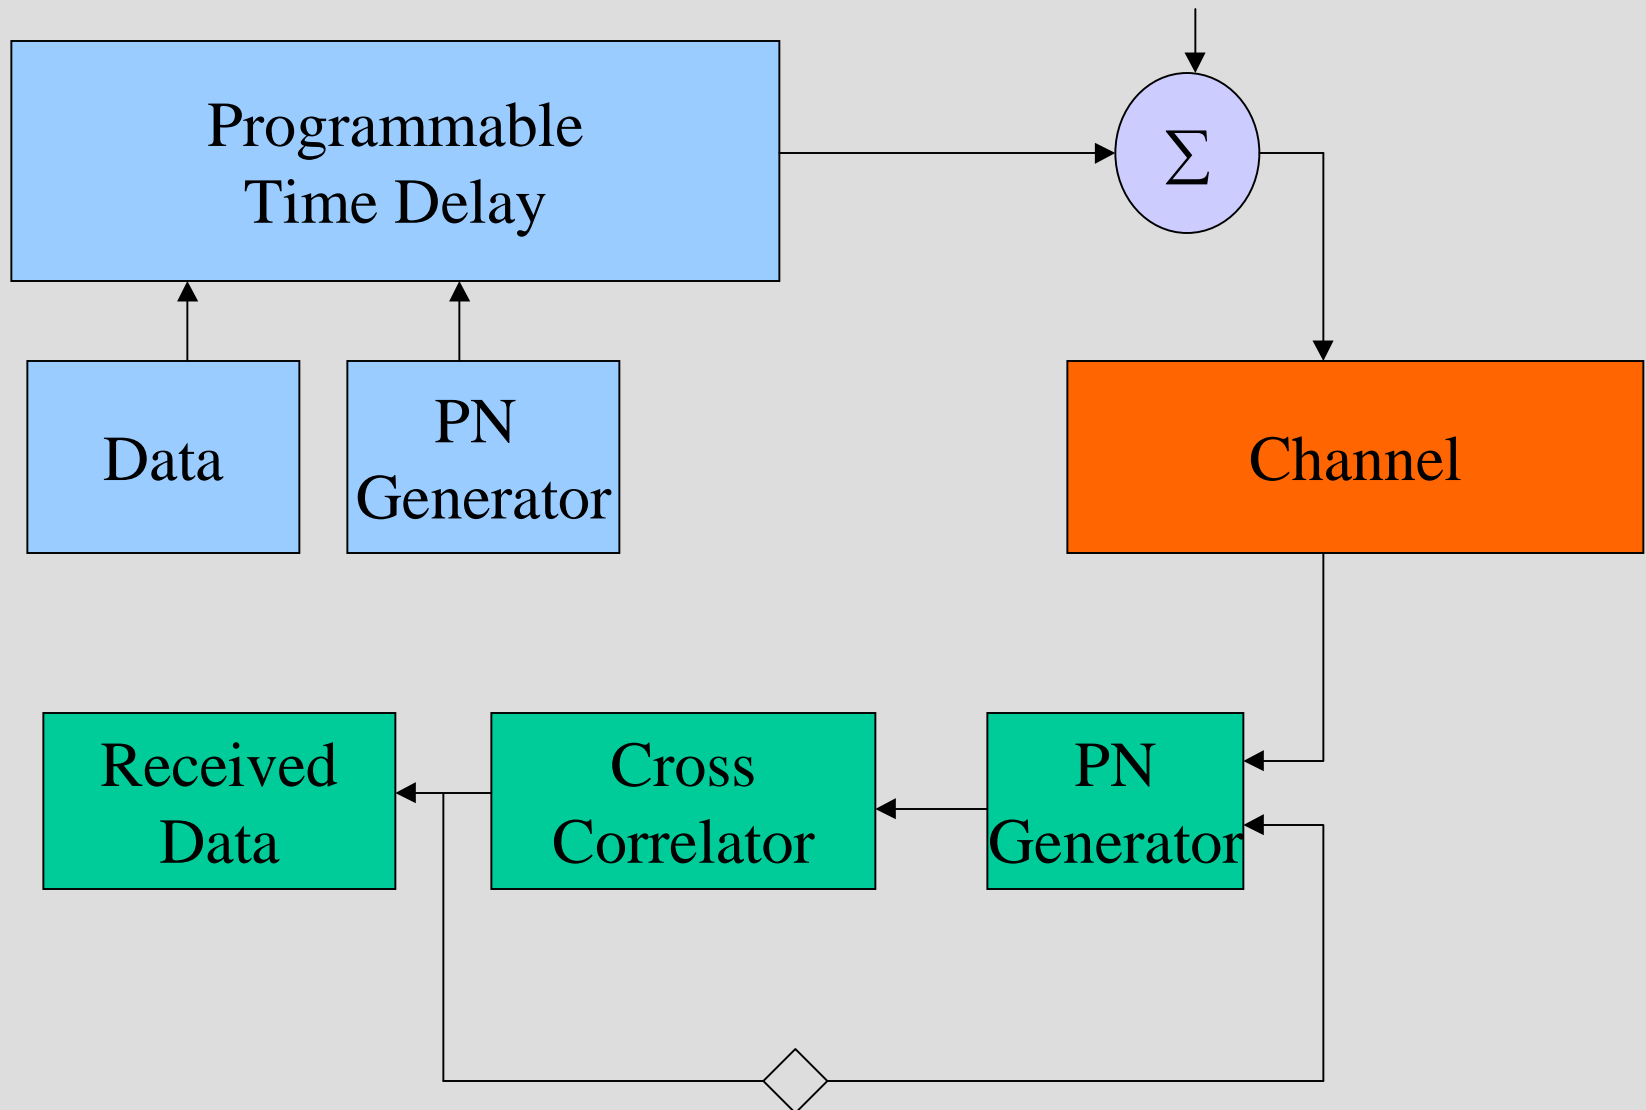 Programmable
Time Delay
Σ
Data
PN
Generator
Channel
Received
Data
Cross
Correlator
PN
Generator